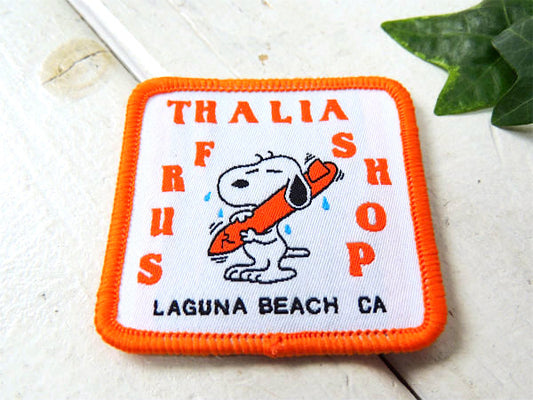 THALIA
SURF
SHOP
LAGUNA BEACH CA